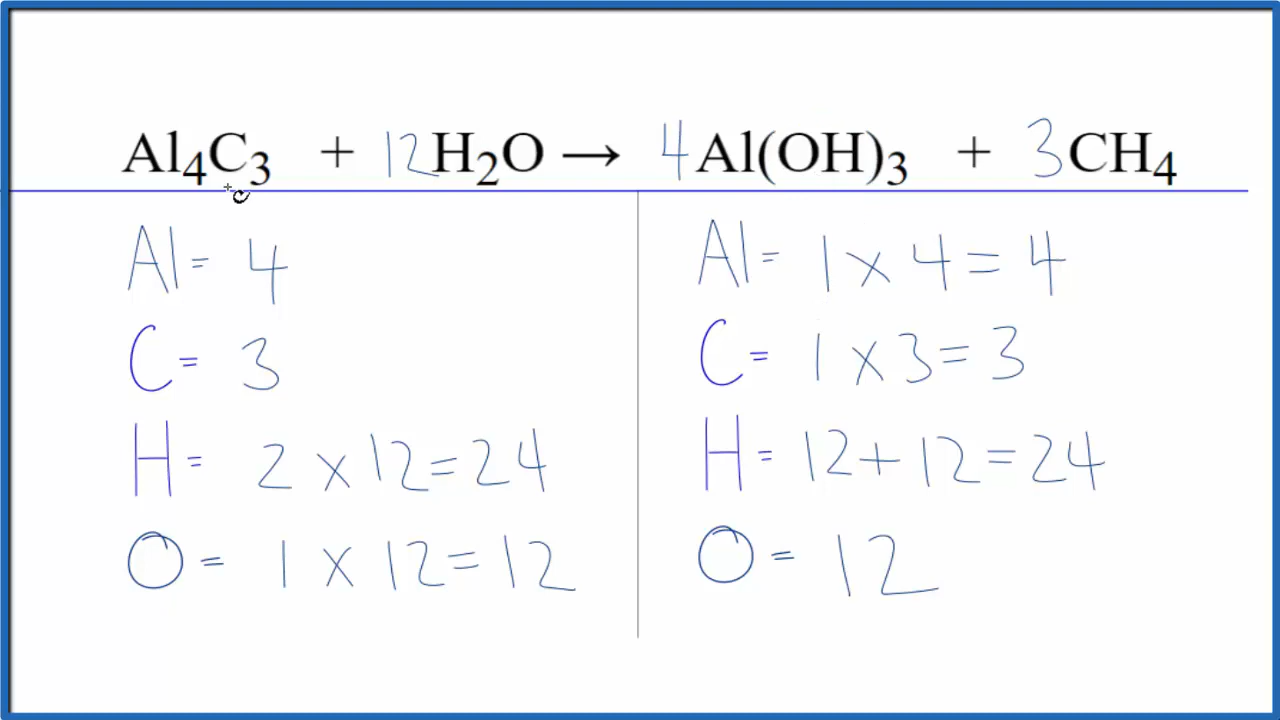 Al₄C₃ + 12H₂O → 4Al(OH)₃ + 3CH₄
Al= 4
C= 3
H= 2 x 12=24
O= 1 x 12=12
Al= 1 x 4=4
C= 1 x 3=3
H= 12+12=24
O= 12